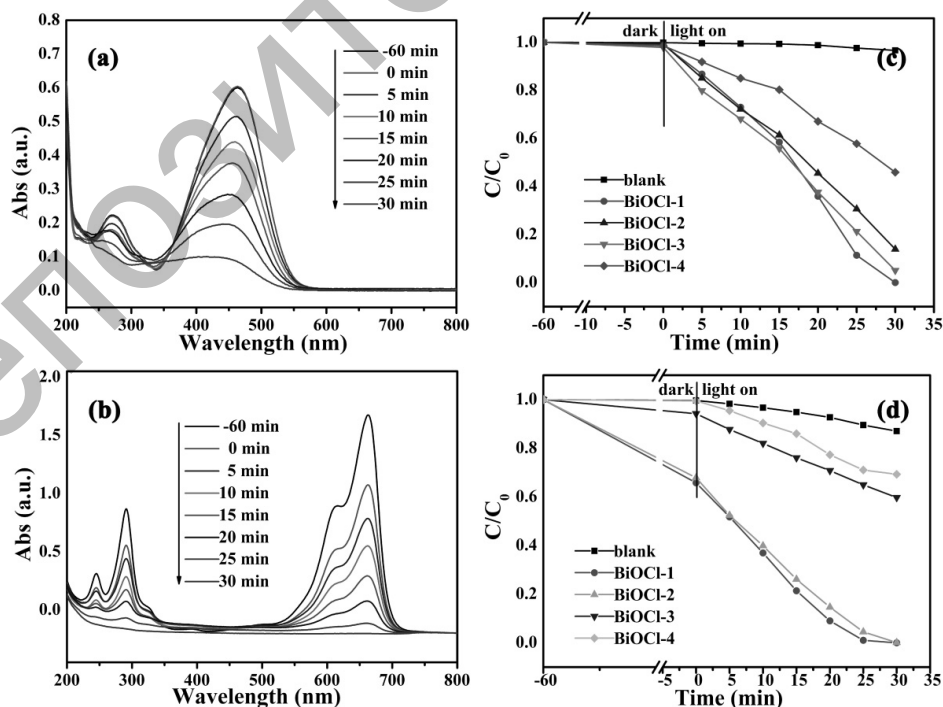 епозито
(a)
Abs (a.u.)
0.8
0.7
0.6
0.5
0.4
0.3
0.2
0.1
0.0
-60 min
0 min
5 min
10 min
15 min
20 min
25 min
30 min
200 300 400 500 600 700 800
Wavelength (nm)
(c)
C/C0
1.0
0.8
0.6
0.4
0.2
0.0
dark light on
blank
BiOCl-1
BiOCl-2
BiOCl-3
BiOCl-4
-60 -10 -5 0 5 10 15 20 25 30 35
Time (min)
(b)
Abs (a.u.)
2.0
1.5
1.0
0.5
0.0
-60 min
0 min
5 min
10 min
15 min
20 min
25 min
30 min
200 300 400 500 600 700 800
Wavelength (nm)
(d)
C/C0
1.0
0.8
0.6
0.4
0.2
0.0
dark light on
blank
BiOCl-1
BiOCl-2
BiOCl-3
BiOCl-4
-60 -5 0 5 10 15 20 25 30 35
Time (min)